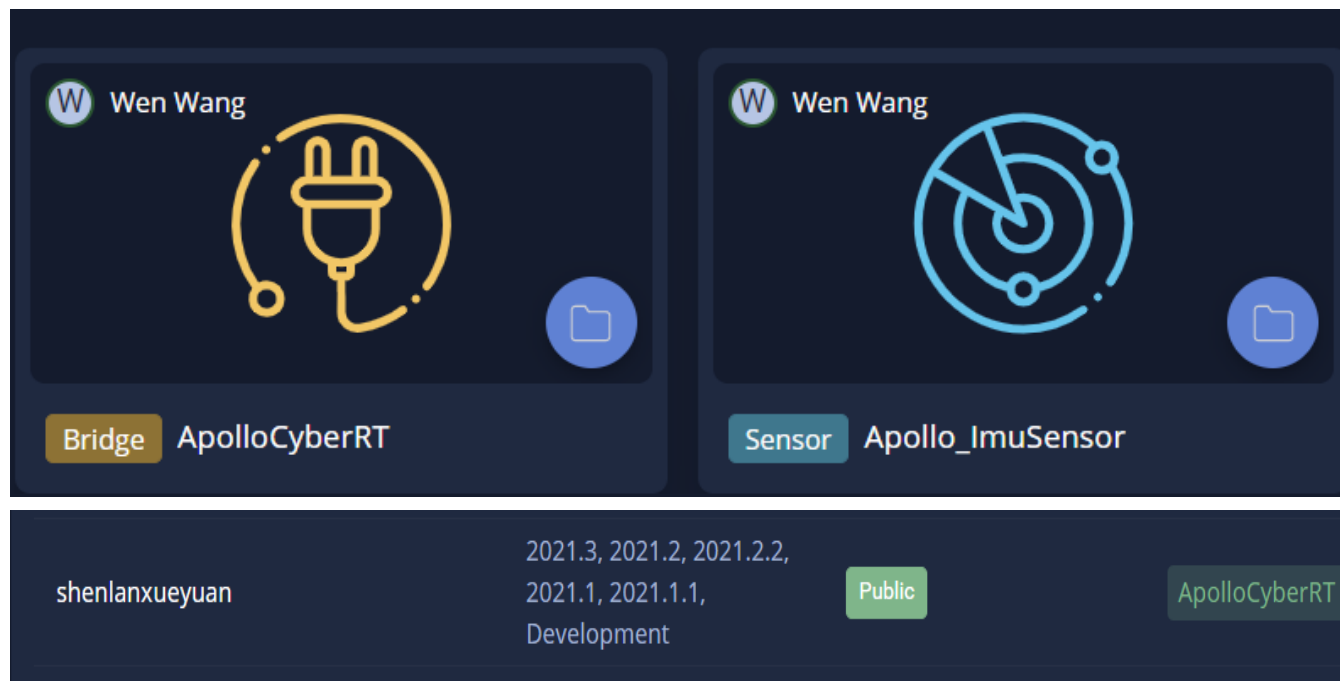 W Wen Wang
W Wen Wang
Bridge ApolloCyberRT
Sensor Apollo_ImuSensor
shenlanxueyuan
2021.3, 2021.2, 2021.2.2,
2021.1, 2021.1.1,
Development
Public
ApolloCyberRT